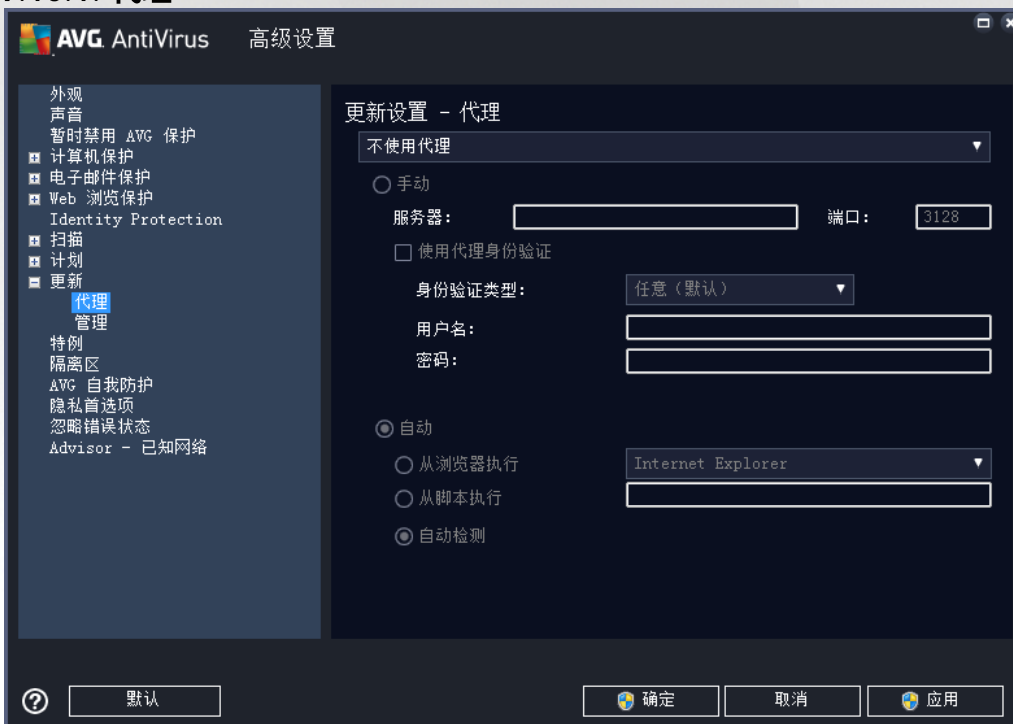 AVG AntiVirus 高级设置
外观
声音
暂时禁用 AVG 保护
计算机保护
电子邮件保护
Web 浏览保护
Identity Protection
扫描
计划
更新
代理
管理
特例
隔离区
AVG 自我防护
隐私首选项
忽略错误状态
Advisor - 已知网络
更新设置 - 代理
不使用代理
手动
服务器: 端口: 3128
使用代理身份验证
身份验证类型: 任意（默认）
用户名:
密码:
自动
从浏览器执行 Internet Explorer
从脚本执行
自动检测
默认 确定 取消 应用